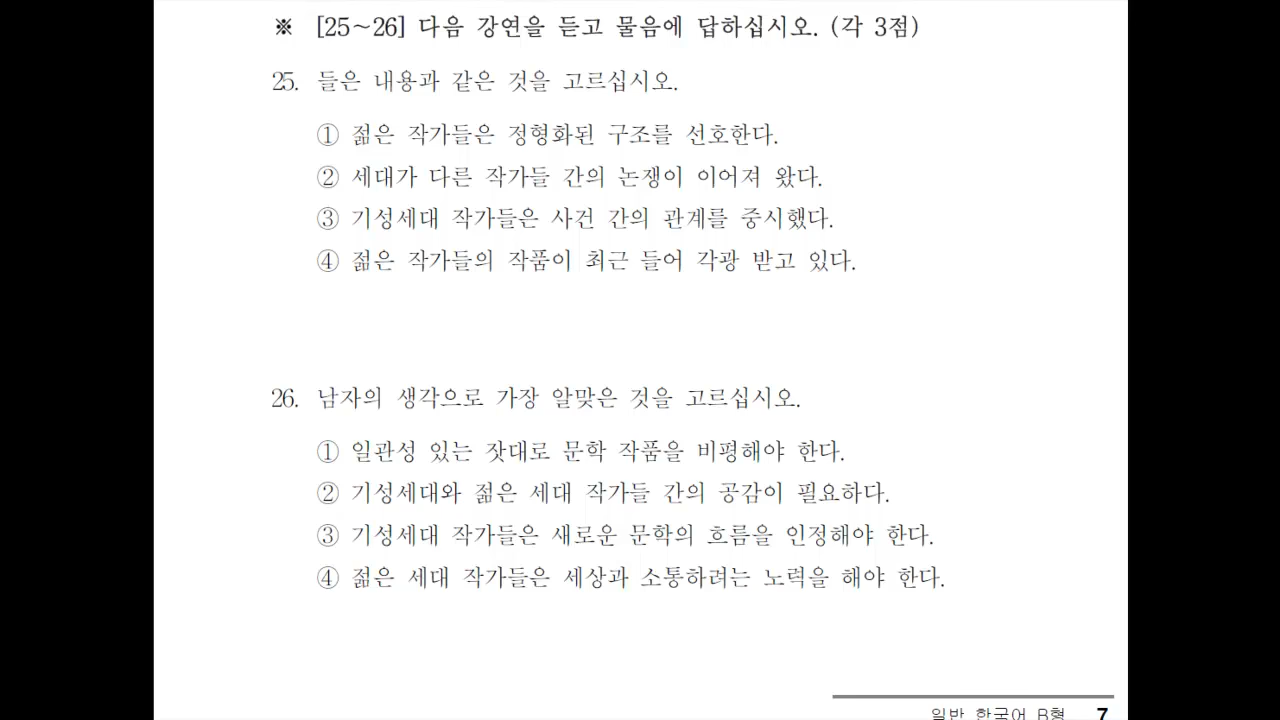 ※ [25～26] 다음 강연을 듣고 물음에 답하십시오. (각 3점)
25. 들은 내용과 같은 것을 고르십시오.
① 젊은 작가들은 정형화된 구조를 선호한다.
② 세대가 다른 작가들 간의 논쟁이 이어져 왔다.
③ 기성세대 작가들은 사건 간의 관계를 중시했다.
④ 젊은 작가들의 작품이 최근 들어 각광 받고 있다.
26. 남자의 생각으로 가장 알맞은 것을 고르십시오.
① 일관성 있는 잣대로 문학 작품을 비평해야 한다.
② 기성세대와 젊은 세대 작가들 간의 공감이 필요하다.
③ 기성세대 작가들은 새로운 문학의 흐름을 인정해야 한다.
④ 젊은 세대 작가들은 세상과 소통하려는 노력을 해야 한다.
일반 한국어 B형 7